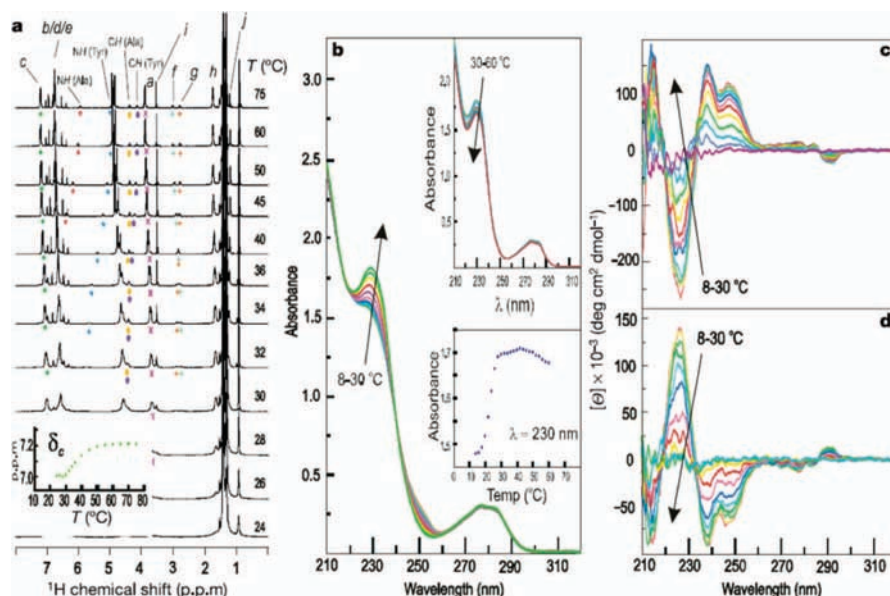 a
b/d/e
c
NH (Ala)
NH (Tyr)
CH (Ala)
CH (Tyr)
i
a
f
g
h
j
T (°C)
75
60
50
45
40
36
34
32
30
28
26
24
δc
p.p.m
7.2
7.0
10 20 30 40 50 60 70 80
T (°C)
7 6 5 4 3 2 1
¹H chemical shift (p.p.m)
b
3.0
2.5
2.0
1.5
1.0
0.5
Absorbance
8–30 °C
210 230 250 270 290 310
Wavelength (nm)
30-60 °C
Absorbance
210 230 250 270 290 310
λ (nm)
Absorbance
λ = 230 nm
Temp (°C)
c
100
0
-100
-200
8-30 °C
[Θ] × 10⁻³ (deg cm² dmol⁻¹)
d
150
100
50
0
-50
8-30 °C
210 230 250 270 290
Wavelength (nm)